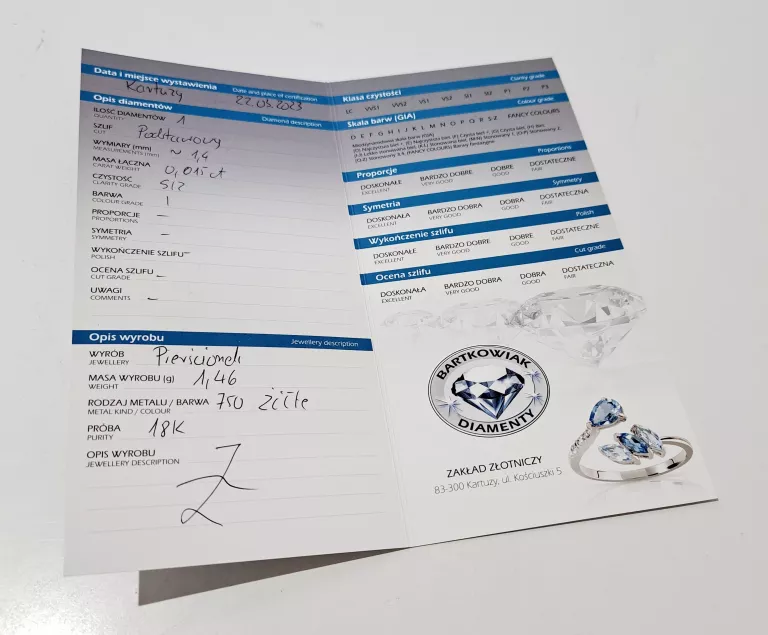 Data i miejsce wystawienia Date and place of certification
Kartuzy 22.05.2023
Opis diamentów Diamond description
ILOŚĆ DIAMENTÓW 1
QUANTITY
SZLIF Podstawowy
CUT
WYMIARY (mm) ~ 1,4
MEASUREMENTS (mm)
MASA ŁĄCZNA 0,015 ct
CARAT WEIGHT
CZYSTOŚĆ SI2
CLARITY GRADE
BARWA I
COLOUR GRADE
PROPORCJE –
PROPORTIONS
SYMETRIA –
SYMMETRY
WYKOŃCZENIE SZLIFU –
POLISH
OCENA SZLIFU –
CUT GRADE
UWAGI –
COMMENTS
Opis wyrobu Jewellery description
WYRÓB Pierścionek
JEWELLERY
MASA WYROBU (g) 1,46
WEIGHT
RODZAJ METALU / BARWA 750 żółte
METAL KIND / COLOUR
PRÓBA 18K
PURITY
OPIS WYROBU
JEWELLERY DESCRIPTION
Klasa czystości Clarity grade
LC VVS1 VVS2 VS1 VS2 SI1 SI2 P1 P2 P3
Skala barw (GIA) Colour grade
D E F G H I J K L M N O P Q R S Z FANCY COLOURS
Międzynarodowa skala barw (GIA)
Proporcje Proportions
DOSKONAŁE BARDZO DOBRE DOBRE DOSTATECZNE
EXCELLENT VERY GOOD GOOD FAIR
Symetria Symmetry
DOSKONAŁA BARDZO DOBRA DOBRA DOSTATECZNA
EXCELLENT VERY GOOD GOOD FAIR
Wykończenie szlifu Polish
DOSKONAŁE BARDZO DOBRE DOBRE DOSTATECZNE
EXCELLENT VERY GOOD GOOD FAIR
Ocena szlifu Cut grade
DOSKONAŁA BARDZO DOBRA DOBRA DOSTATECZNA
EXCELLENT VERY GOOD GOOD FAIR
BARTKOWIAK
DIAMENTY
ZAKŁAD ZŁOTNICZY
83-300 Kartuzy, ul. Kościuszki 5